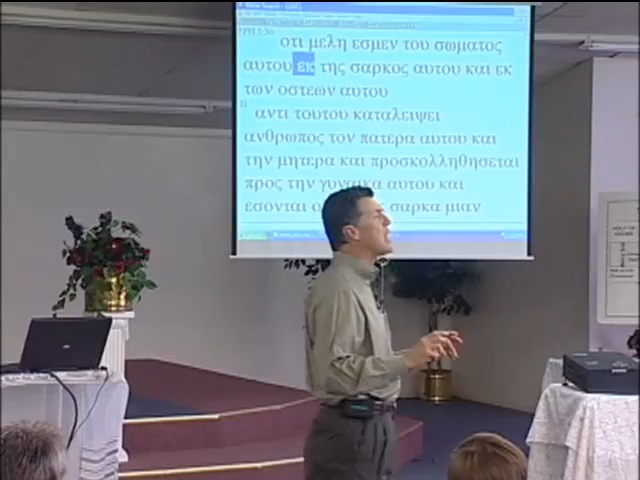 οτι μελη εσμεν του σωματος
αυτου εκ της σαρκος αυτου και εκ
των οστεων αυτου
αντι τουτου καταλειψει
ανθρωπος τον πατερα αυτου και
την μητερα και προσκολληθησεται
προς την γυναικα αυτου και
εσονται σαρκα μιαν